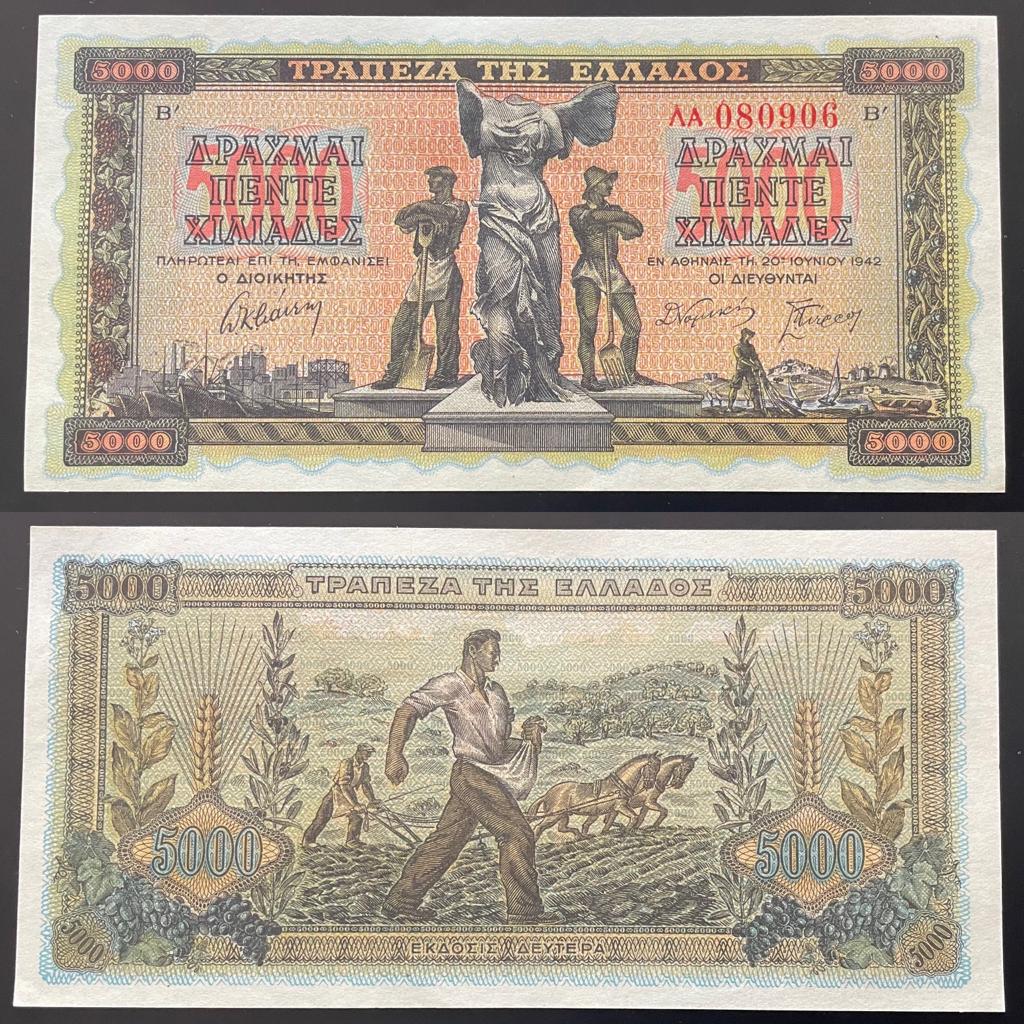 5000 ΤΡΑΠΕΖΑ ΤΗΣ ΕΛΛΑΔΟΣ 5000
Β′ ΛΑ 080906 Β′
5000 5000
ΔΡΑΧΜΑΙ ΔΡΑΧΜΑΙ
ΠΕΝΤΕ ΠΕΝΤΕ
ΧΙΛΙΑΔΕΣ ΧΙΛΙΑΔΕΣ
ΠΛΗΡΩΤΕΑΙ ΕΠΙ ΤΗ, ΕΜΦΑΝΙΣΕΙ ΕΝ ΑΘΗΝΑΙΣ ΤΗ, 20ῃ ΙΟΥΝΙΟΥ 1942
Ο ΔΙΟΙΚΗΤΗΣ ΟΙ ΔΙΕΥΘΥΝΤΑΙ
5000 5000
5000 ΤΡΑΠΕΖΑ ΤΗΣ ΕΛΛΑΔΟΣ 5000
5000 5000
5000 ΕΚΔΟΣΙΣ ΔΕΥΤΕΡΑ 5000